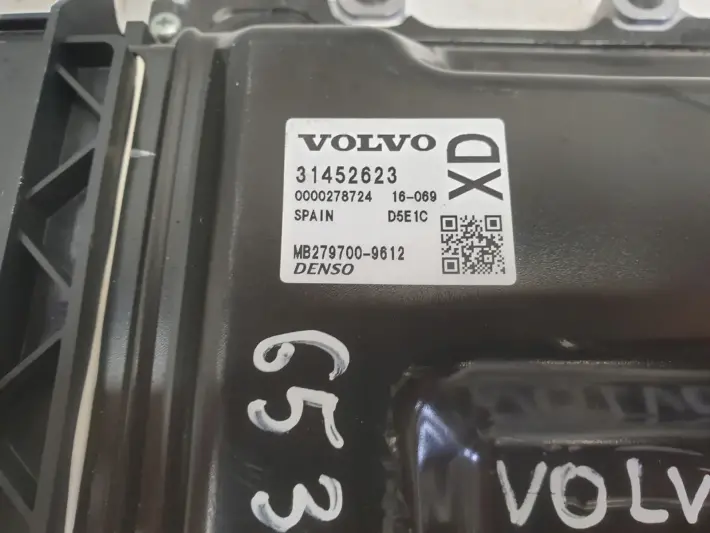 VOLVO
XD
31452623
0000278724 16-069
SPAIN D5E1C
MB279700-9612
DENSO
653
VOLV